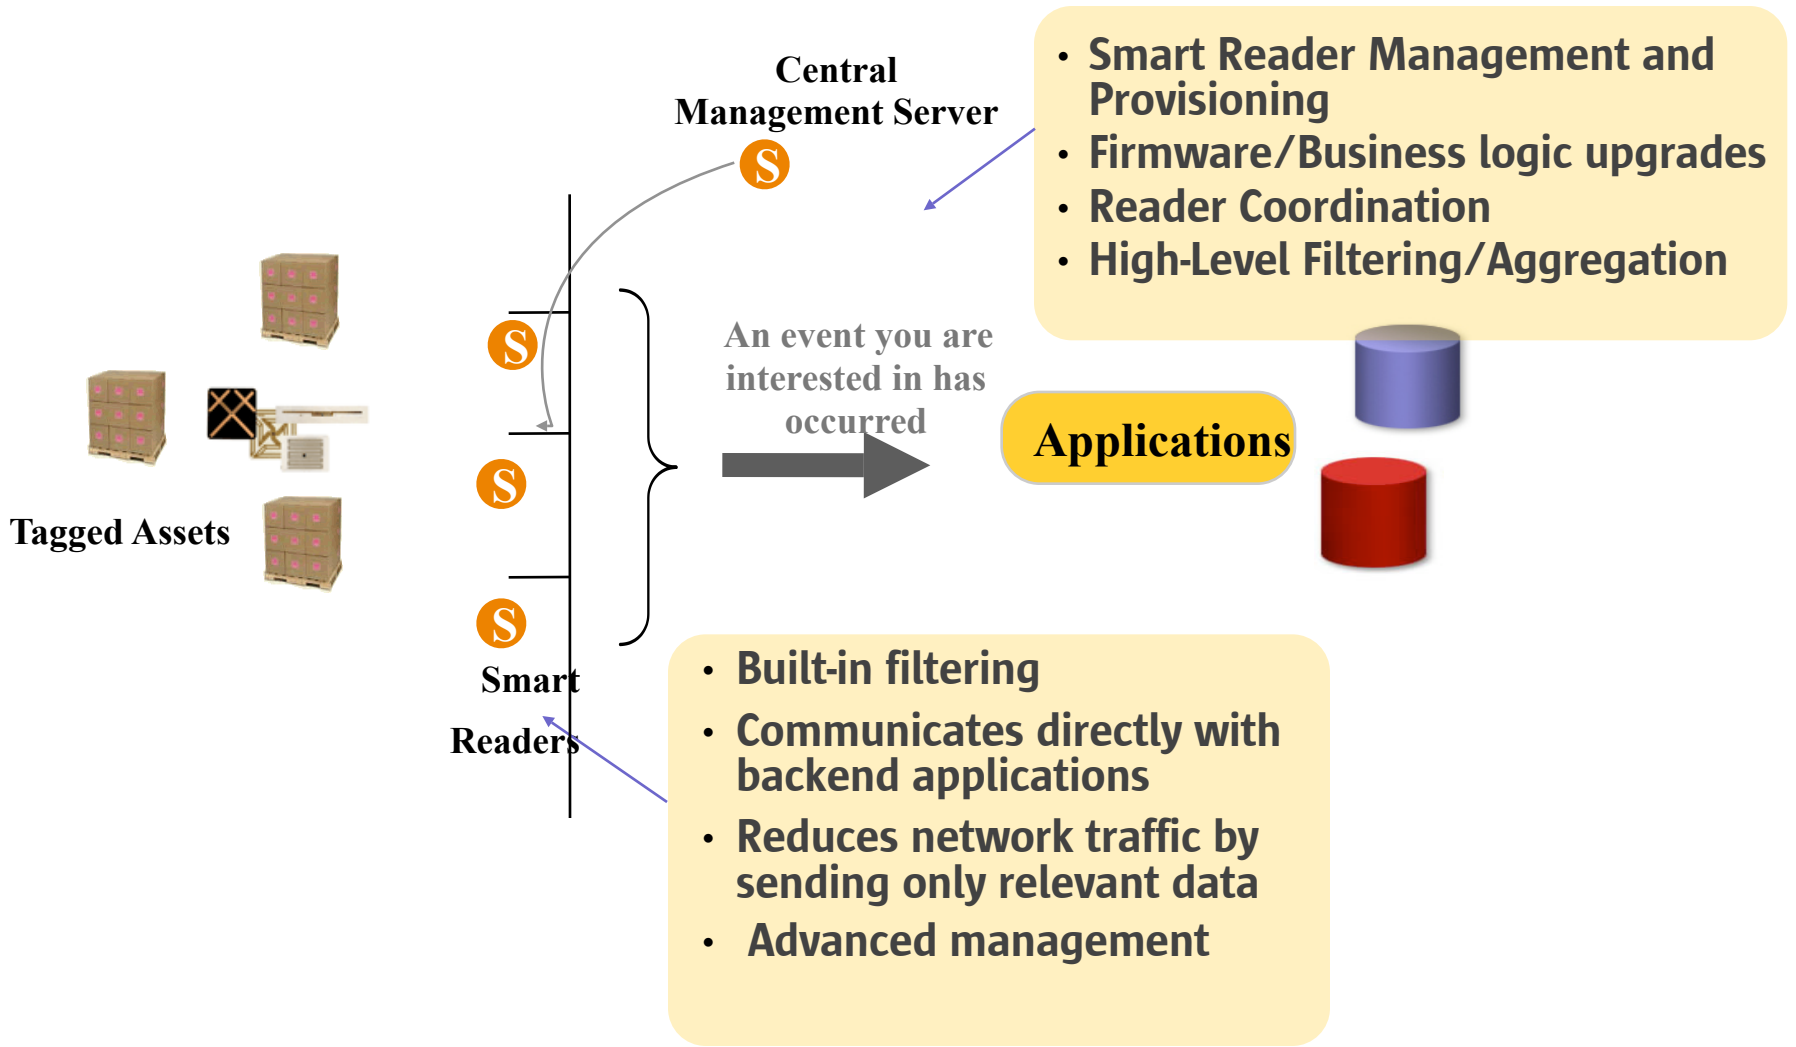 Central
Management Server
S
• Smart Reader Management and
Provisioning
• Firmware/Business logic upgrades
• Reader Coordination
• High-Level Filtering/Aggregation
S
An event you are
interested in has
occurred
Applications
S
Tagged Assets
S
Smart
Readers
• Built-in filtering
• Communicates directly with
backend applications
• Reduces network traffic by
sending only relevant data
• Advanced management